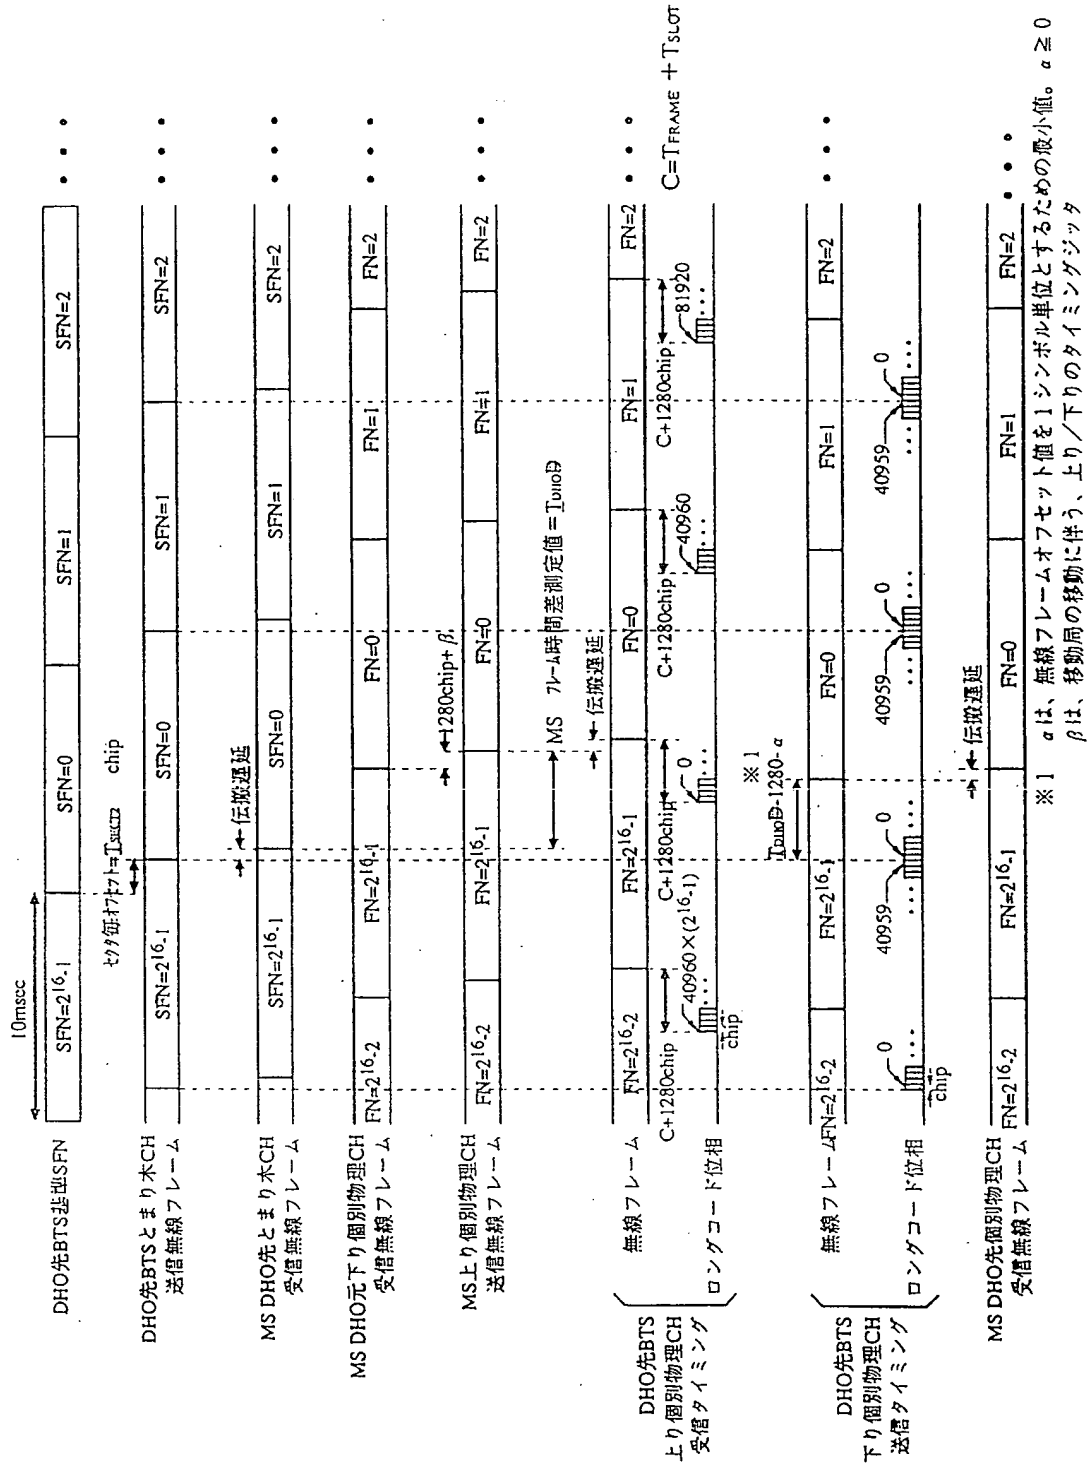 10msec
DHO先BTS基準SFN
SFN=2^16-1
SFN=0
SFN=1
SFN=2
セクタ毎オフセット=TSECT2 chip
DHO先BTSとまり木CH
送信無線フレーム
SFN=2^16-1
SFN=0
SFN=1
SFN=2
伝搬遅延
MS DHO先とまり木CH
受信無線フレーム
SFN=2^16-1
SFN=0
SFN=1
SFN=2
MS DHO元下り個別物理CH
受信無線フレーム
FN=2^16-2
FN=2^16-1
FN=0
FN=1
FN=2
1280chip+β
MS上り個別物理CH
送信無線フレーム
FN=2^16-2
FN=2^16-1
FN=0
FN=1
FN=2
MS フレーム時間差測定値=TDHOD
伝搬遅延
DHO先BTS
上り個別物理CH
受信タイミング
無線フレーム
FN=2^16-2
FN=2^16-1
FN=0
FN=1
FN=2
C=TFRAME + TSLOT
C+1280chip
C+1280chip
C+1280chip
C+1280chip
ロングコード位相
chip
40960×(2^16-1)
0
40960
81920
TDHOD-1280-α
※1
DHO先BTS
下り個別物理CH
送信タイミング
無線フレーム
FN=2^16-2
FN=2^16-1
FN=0
FN=1
FN=2
ロングコード位相
chip
0
40959
0
40959
0
40959
0
伝搬遅延
MS DHO先個別物理CH
受信無線フレーム
FN=2^16-2
FN=2^16-1
FN=0
FN=1
FN=2
※1 αは、無線フレームオフセット値を1シンボル単位とするための最小値。α≧0
βは、移動局の移動に伴う、上り/下りのタイミングジッタ